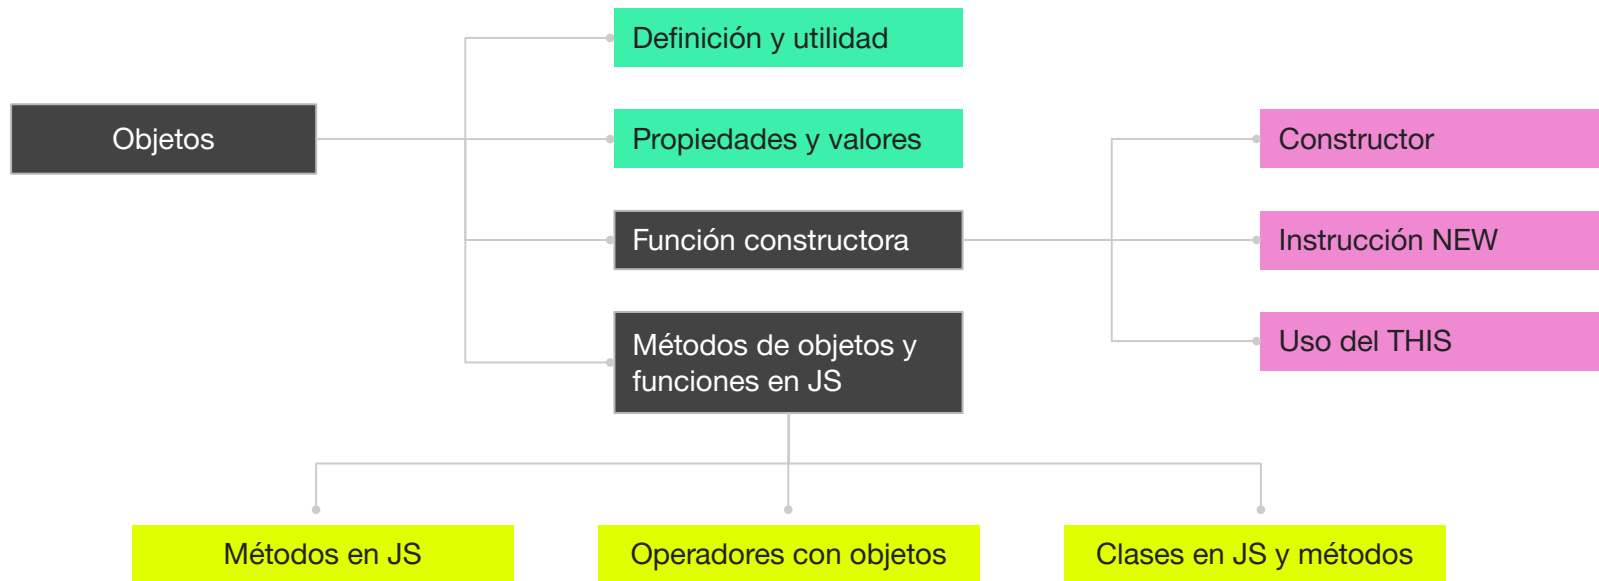 Objetos
Definición y utilidad
Propiedades y valores
Función constructora
Métodos de objetos y
funciones en JS
Constructor
Instrucción NEW
Uso del THIS
Métodos en JS
Operadores con objetos
Clases en JS y métodos